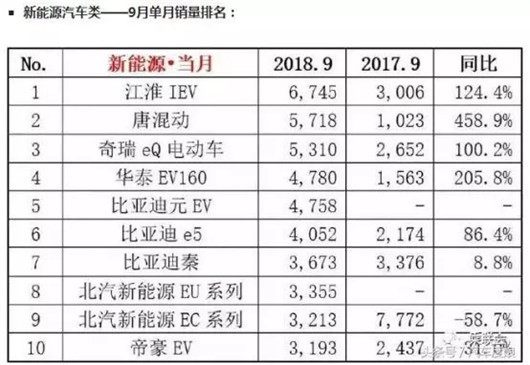 ▪ 新能源汽车类——9月单月销量排名：
No. 新能源·当月 2018.9 2017.9 同比
1 江淮 IEV 6,745 3,006 124.4%
2 唐混动 5,718 1,023 458.9%
3 奇瑞 eQ 电动车 5,310 2,652 100.2%
4 华泰 EV160 4,780 1,563 205.8%
5 比亚迪元 EV 4,758 - -
6 比亚迪 e5 4,052 2,174 86.4%
7 比亚迪秦 3,673 3,376 8.8%
8 北汽新能源 EU 系列 3,355 - -
9 北汽新能源 EC 系列 3,213 7,772 -58.7%
10 帝豪 EV 3,193 2,437 31.0%